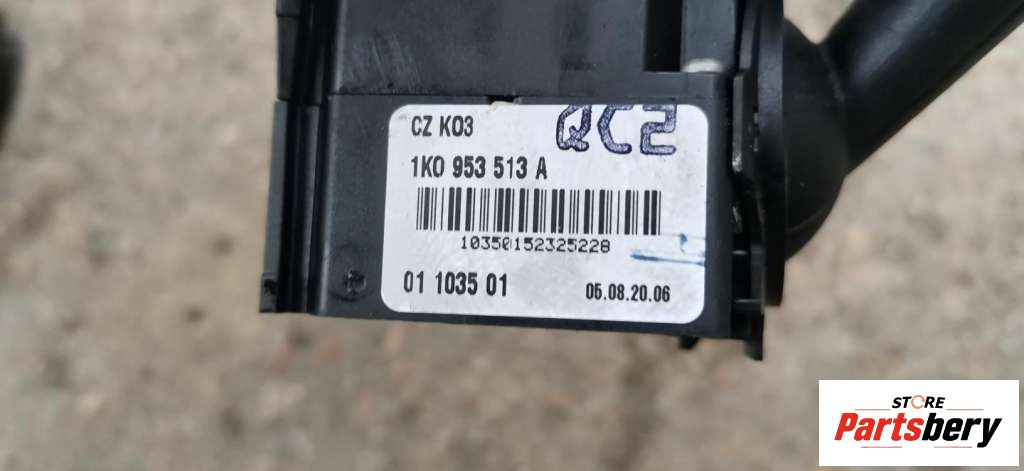 CZ K03
QC2
1K0 953 513 A
10350152325228
01 1035 01
05.08.20.06
STORE
Partsbery